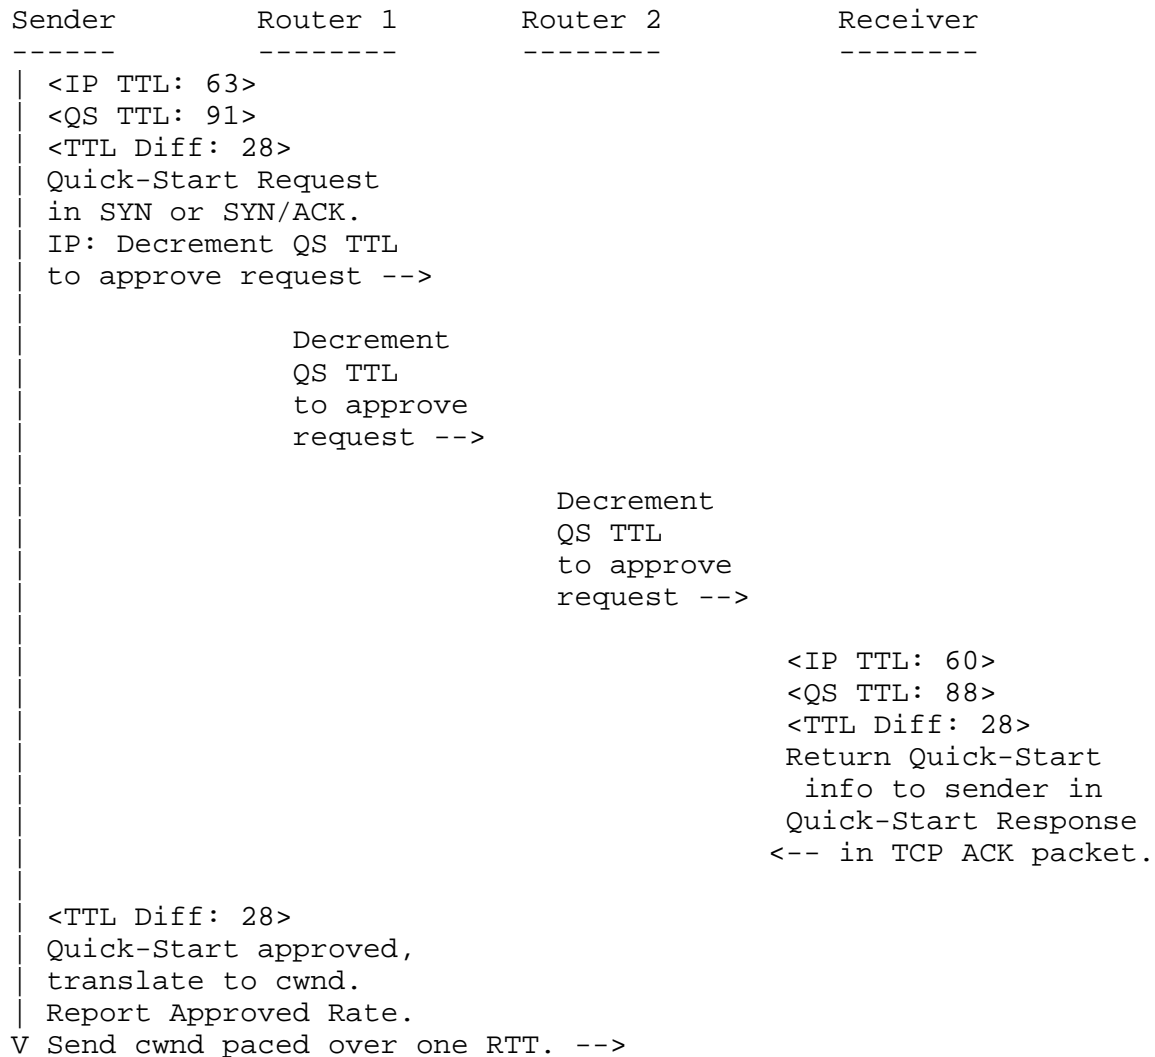 Sender        Router 1       Router 2          Receiver
------        --------       --------          --------
| <IP TTL: 63>
| <QS TTL: 91>
| <TTL Diff: 28>
| Quick-Start Request
| in SYN or SYN/ACK.
| IP: Decrement QS TTL
| to approve request -->
|
|               Decrement
|               QS TTL
|               to approve
|               request -->
|
|                               Decrement
|                               QS TTL
|                               to approve
|                               request -->
|
|                                            <IP TTL: 60>
|                                            <QS TTL: 88>
|                                            <TTL Diff: 28>
|                                            Return Quick-Start
|                                             info to sender in
|                                            Quick-Start Response
|                                           <-- in TCP ACK packet.
|
| <TTL Diff: 28>
| Quick-Start approved,
| translate to cwnd.
| Report Approved Rate.
V Send cwnd paced over one RTT. -->